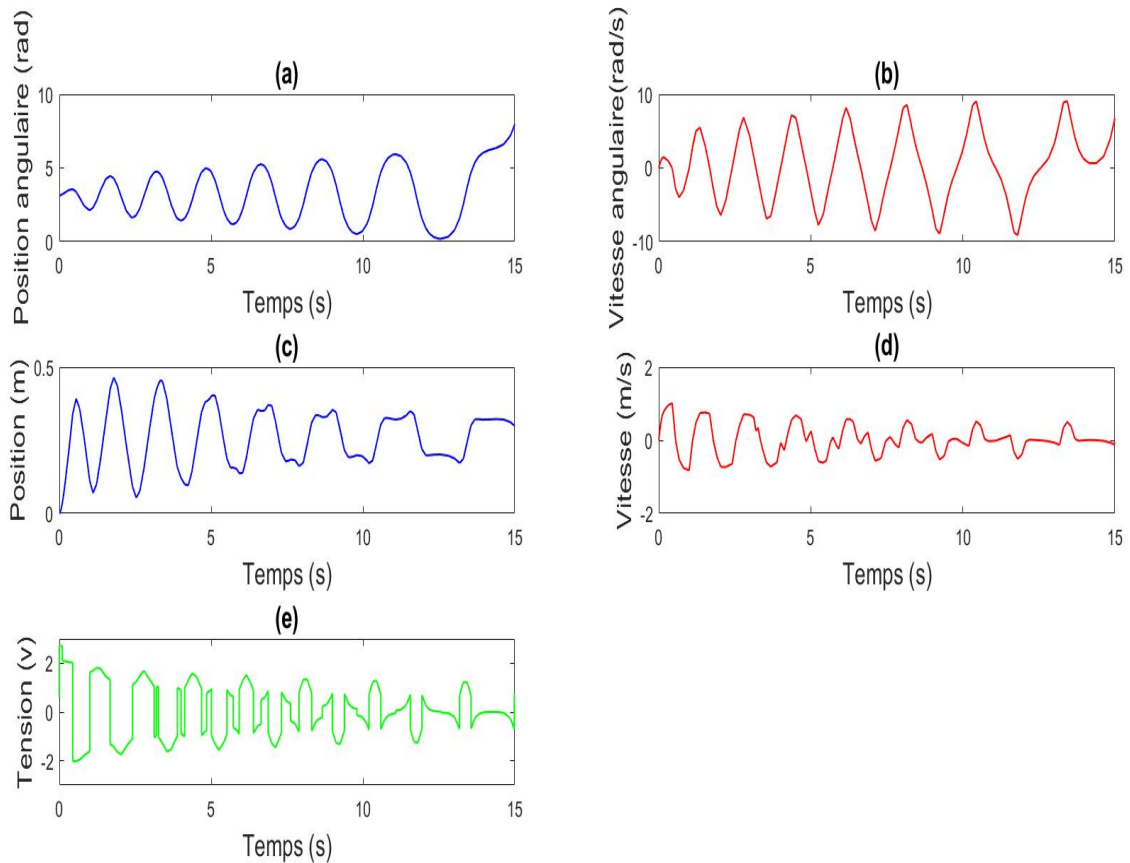 (a)
Position angulaire (rad)
10
5
0
0
5
10
15
Temps (s)
(b)
Vitesse angulaire(rad/s)
10
0
-10
0
5
10
15
Temps (s)
(c)
Position (m)
0.5
0
0
5
10
15
Temps (s)
(d)
Vitesse (m/s)
2
0
-2
0
5
10
15
Temps (s)
(e)
Tension (v)
2
0
-2
0
5
10
15
Temps (s)